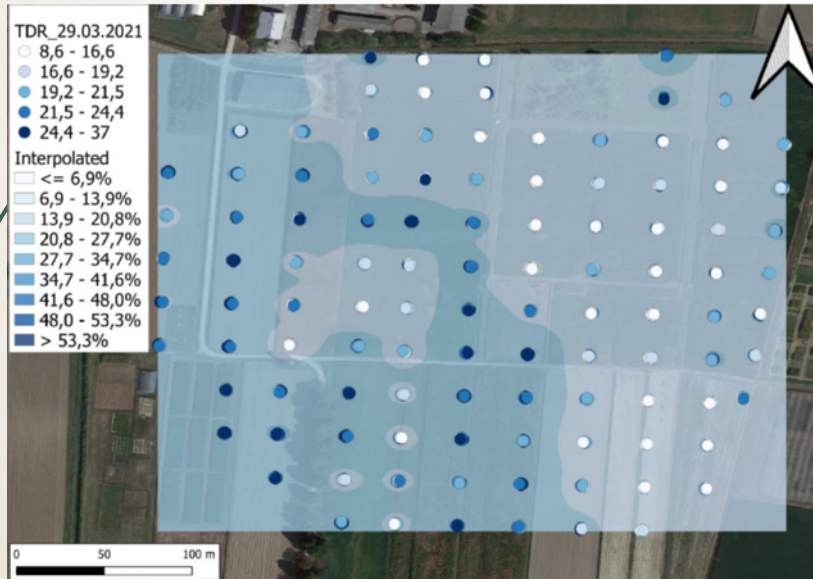 TDR_29.03.2021
8,6 - 16,6
16,6 - 19,2
19,2 - 21,5
21,5 - 24,4
24,4 - 37
Interpolated
<= 6,9%
6,9 - 13,9%
13,9 - 20,8%
20,8 - 27,7%
27,7 - 34,7%
34,7 - 41,6%
41,6 - 48,0%
48,0 - 53,3%
> 53,3%
0 50 100 m